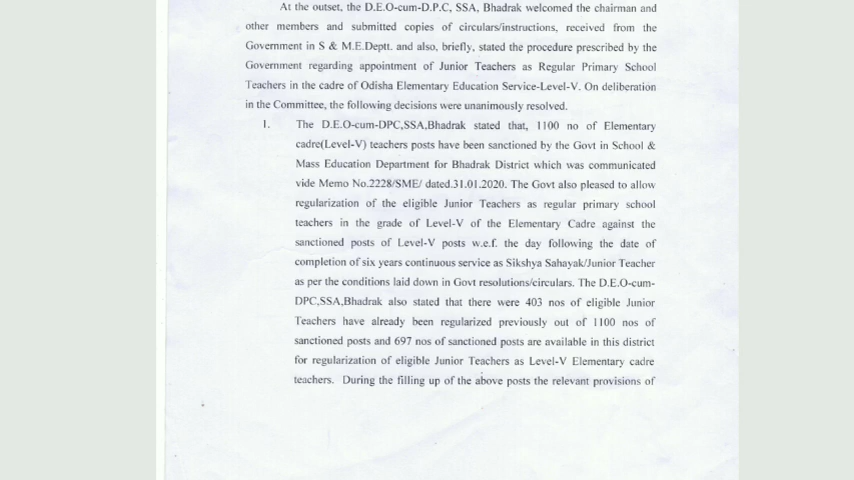 At the outset, the D.E.O-cum-D.P.C, SSA, Bhadrak welcomed the chairman and
other members and submitted copies of circulars/instructions, received from the
Government in S & M.E.Deptt. and also, briefly, stated the procedure prescribed by the
Government regarding appointment of Junior Teachers as Regular Primary School
Teachers in the cadre of Odisha Elementary Education Service-Level-V. On deliberation
in the Committee, the following decisions were unanimously resolved.
1. The D.E.O-cum-DPC,SSA,Bhadrak stated that, 1100 no of Elementary
cadre(Level-V) teachers posts have been sanctioned by the Govt in School &
Mass Education Department for Bhadrak District which was communicated
vide Memo No.2228/SME/ dated.31.01.2020. The Govt also pleased to allow
regularization of the eligible Junior Teachers as regular primary school
teachers in the grade of Level-V of the Elementary Cadre against the
sanctioned posts of Level-V posts w.e.f. the day following the date of
completion of six years continuous service as Sikshya Sahayak/Junior Teacher
as per the conditions laid down in Govt resolutions/circulars. The D.E.O-cum-
DPC,SSA,Bhadrak also stated that there were 403 nos of eligible Junior
Teachers have already been regularized previously out of 1100 nos of
sanctioned posts and 697 nos of sanctioned posts are available in this district
for regularization of eligible Junior Teachers as Level-V Elementary cadre
teachers. During the filling up of the above posts the relevant provisions of